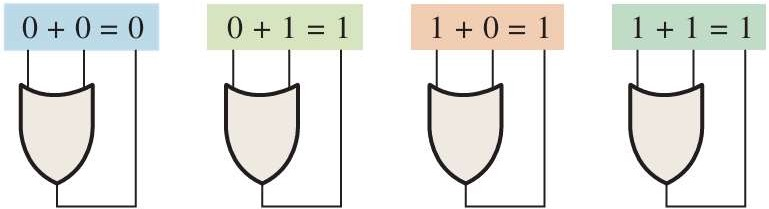 0 + 0 = 0
0 + 1 = 1
1 + 0 = 1
1 + 1 = 1